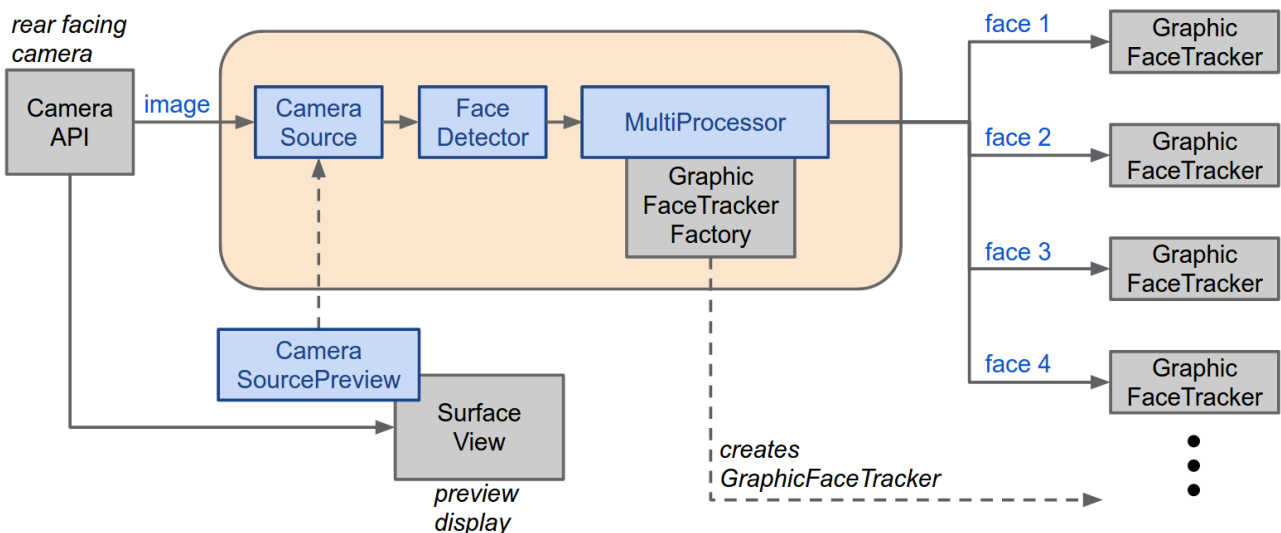 rear facing
camera
Camera
API
image
Camera
Source
Face
Detector
MultiProcessor
Graphic
FaceTracker
Factory
Camera
SourcePreview
Surface
View
preview
display
creates
GraphicFaceTracker
face 1
Graphic
FaceTracker
face 2
Graphic
FaceTracker
face 3
Graphic
FaceTracker
face 4
Graphic
FaceTracker